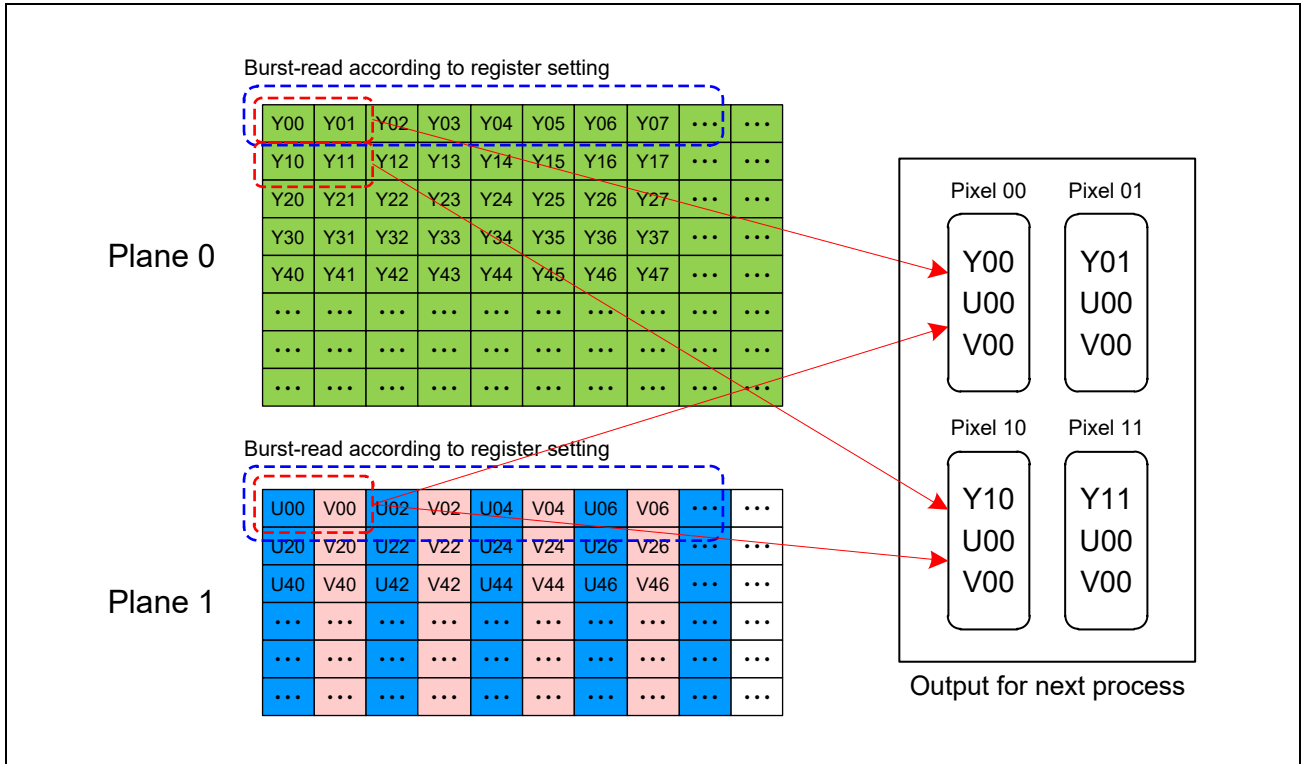 Burst-read according to register setting
Y00 Y01 Y02 Y03 Y04 Y05 Y06 Y07 ... ...
Y10 Y11 Y12 Y13 Y14 Y15 Y16 Y17 ... ...
Y20 Y21 Y22 Y23 Y24 Y25 Y26 Y27 ... ...
Y30 Y31 Y32 Y33 Y34 Y35 Y36 Y37 ... ...
Y40 Y41 Y42 Y43 Y44 Y45 Y46 Y47 ... ...
... ... ... ... ... ... ... ... ... ...
... ... ... ... ... ... ... ... ... ...
... ... ... ... ... ... ... ... ... ...
Plane 0
Burst-read according to register setting
U00 V00 U02 V02 U04 V04 U06 V06 ... ...
U20 V20 U22 V22 U24 V24 U26 V26 ... ...
U40 V40 U42 V42 U44 V44 U46 V46 ... ...
... ... ... ... ... ... ... ... ... ...
... ... ... ... ... ... ... ... ... ...
... ... ... ... ... ... ... ... ... ...
Plane 1
Pixel 00 Pixel 01
Y00 Y01
U00 U00
V00 V00
Pixel 10 Pixel 11
Y10 Y11
U00 U00
V00 V00
Output for next process